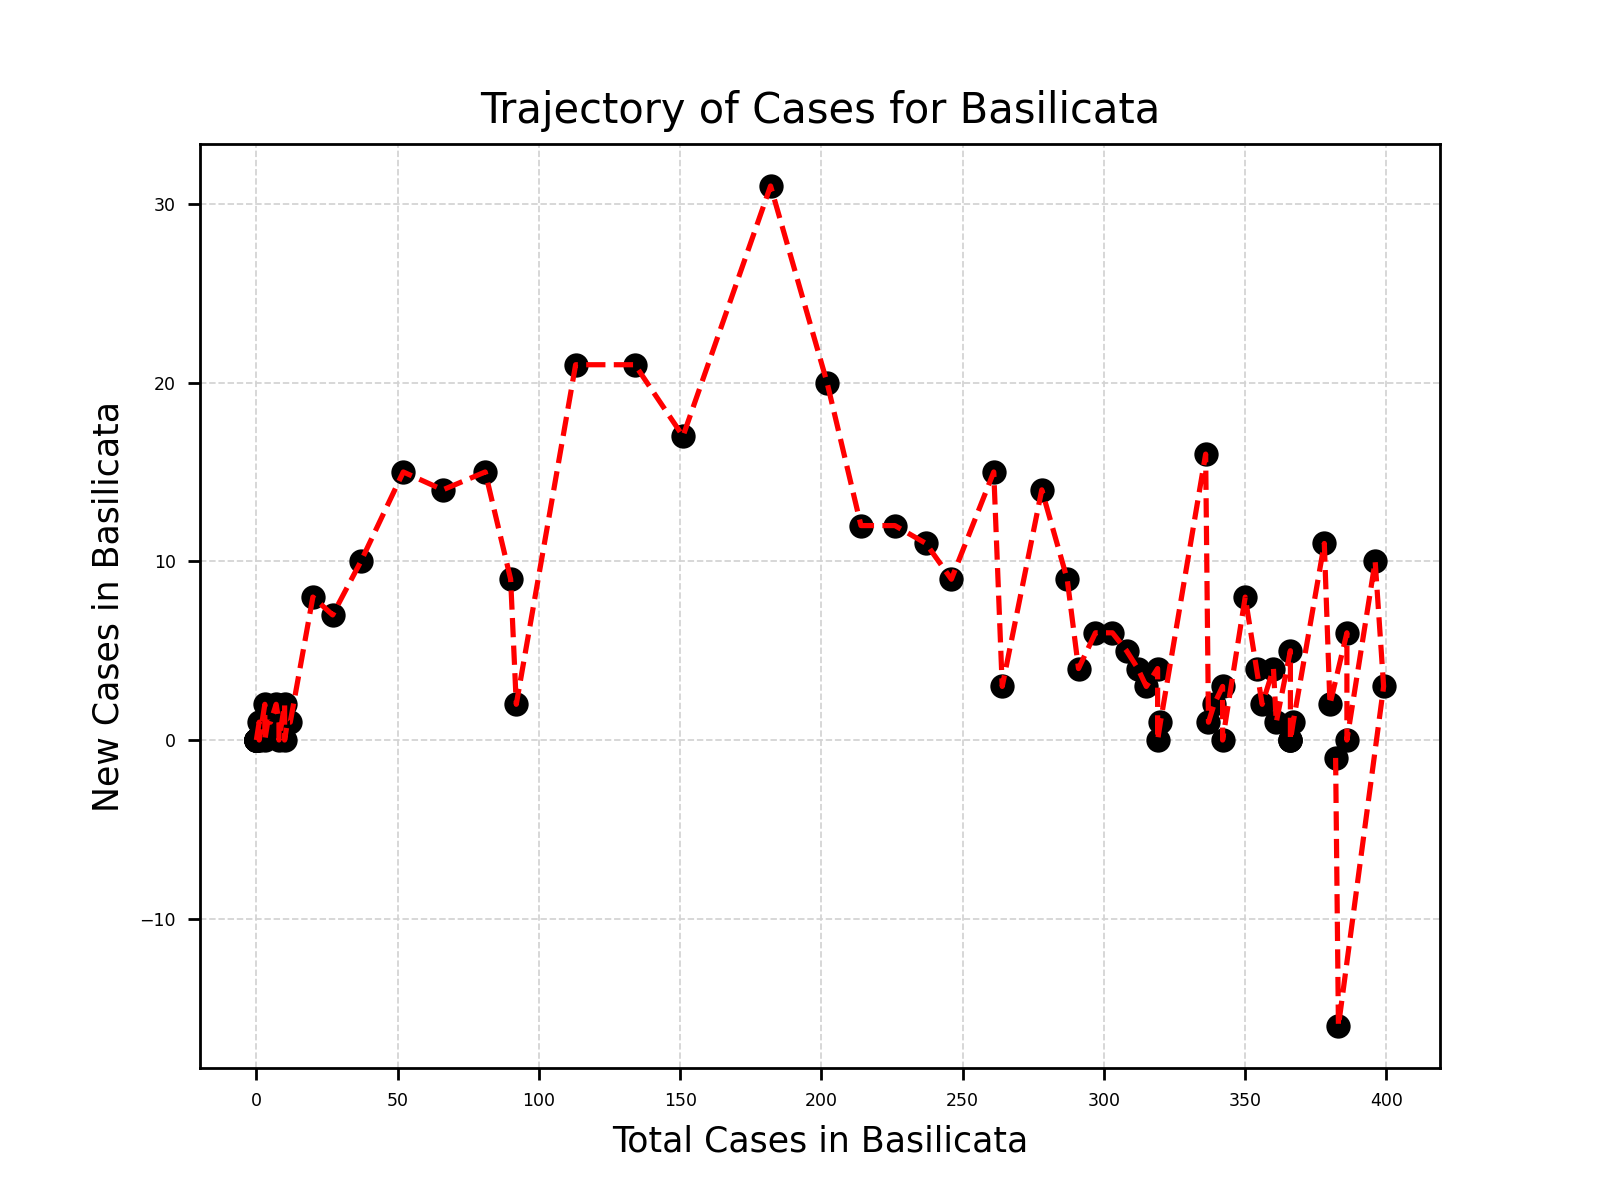 Trajectory of Cases for Basilicata
New Cases in Basilicata
30
20
10
0
−10
0 50 100 150 200 250 300 350 400
Total Cases in Basilicata